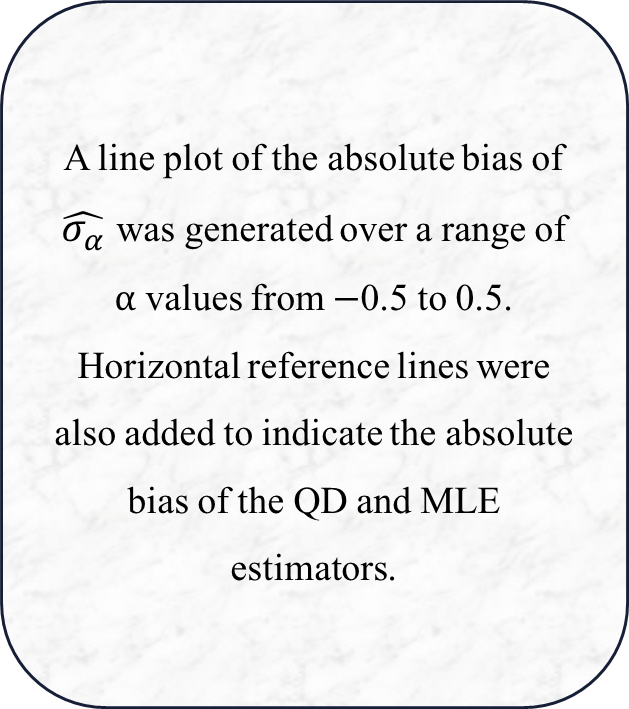 A line plot of the absolute bias of
$\widehat{\sigma_\alpha}$ was generated over a range of
α values from −0.5 to 0.5.
Horizontal reference lines were
also added to indicate the absolute
bias of the QD and MLE
estimators.